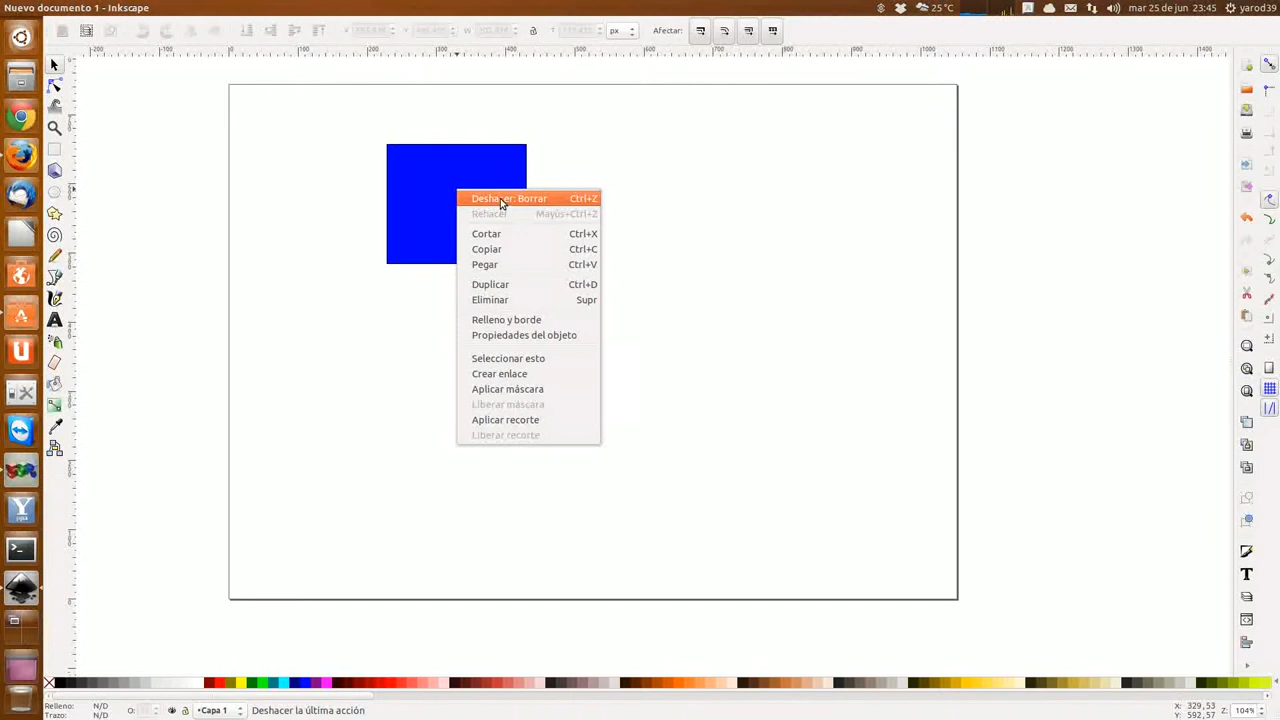 Nuevo documento 1 - Inkscape
25°C
mar 25 de jun 23:45
yarod39
px
Afectar:
Deshacer: Borrar Ctrl+Z
Rehacer Mayús+Ctrl+Z
Cortar Ctrl+X
Copiar Ctrl+C
Pegar Ctrl+V
Duplicar Ctrl+D
Eliminar Supr
Relleno y borde
Propiedades del objeto
Seleccionar esto
Crear enlace
Aplicar máscara
Liberar máscara
Aplicar recorte
Liberar recorte
Relleno: N/D
Trazo: N/D
O:
•Capa 1
Deshacer la última acción
X: 329,53
Y: 592,57
Z: 104%